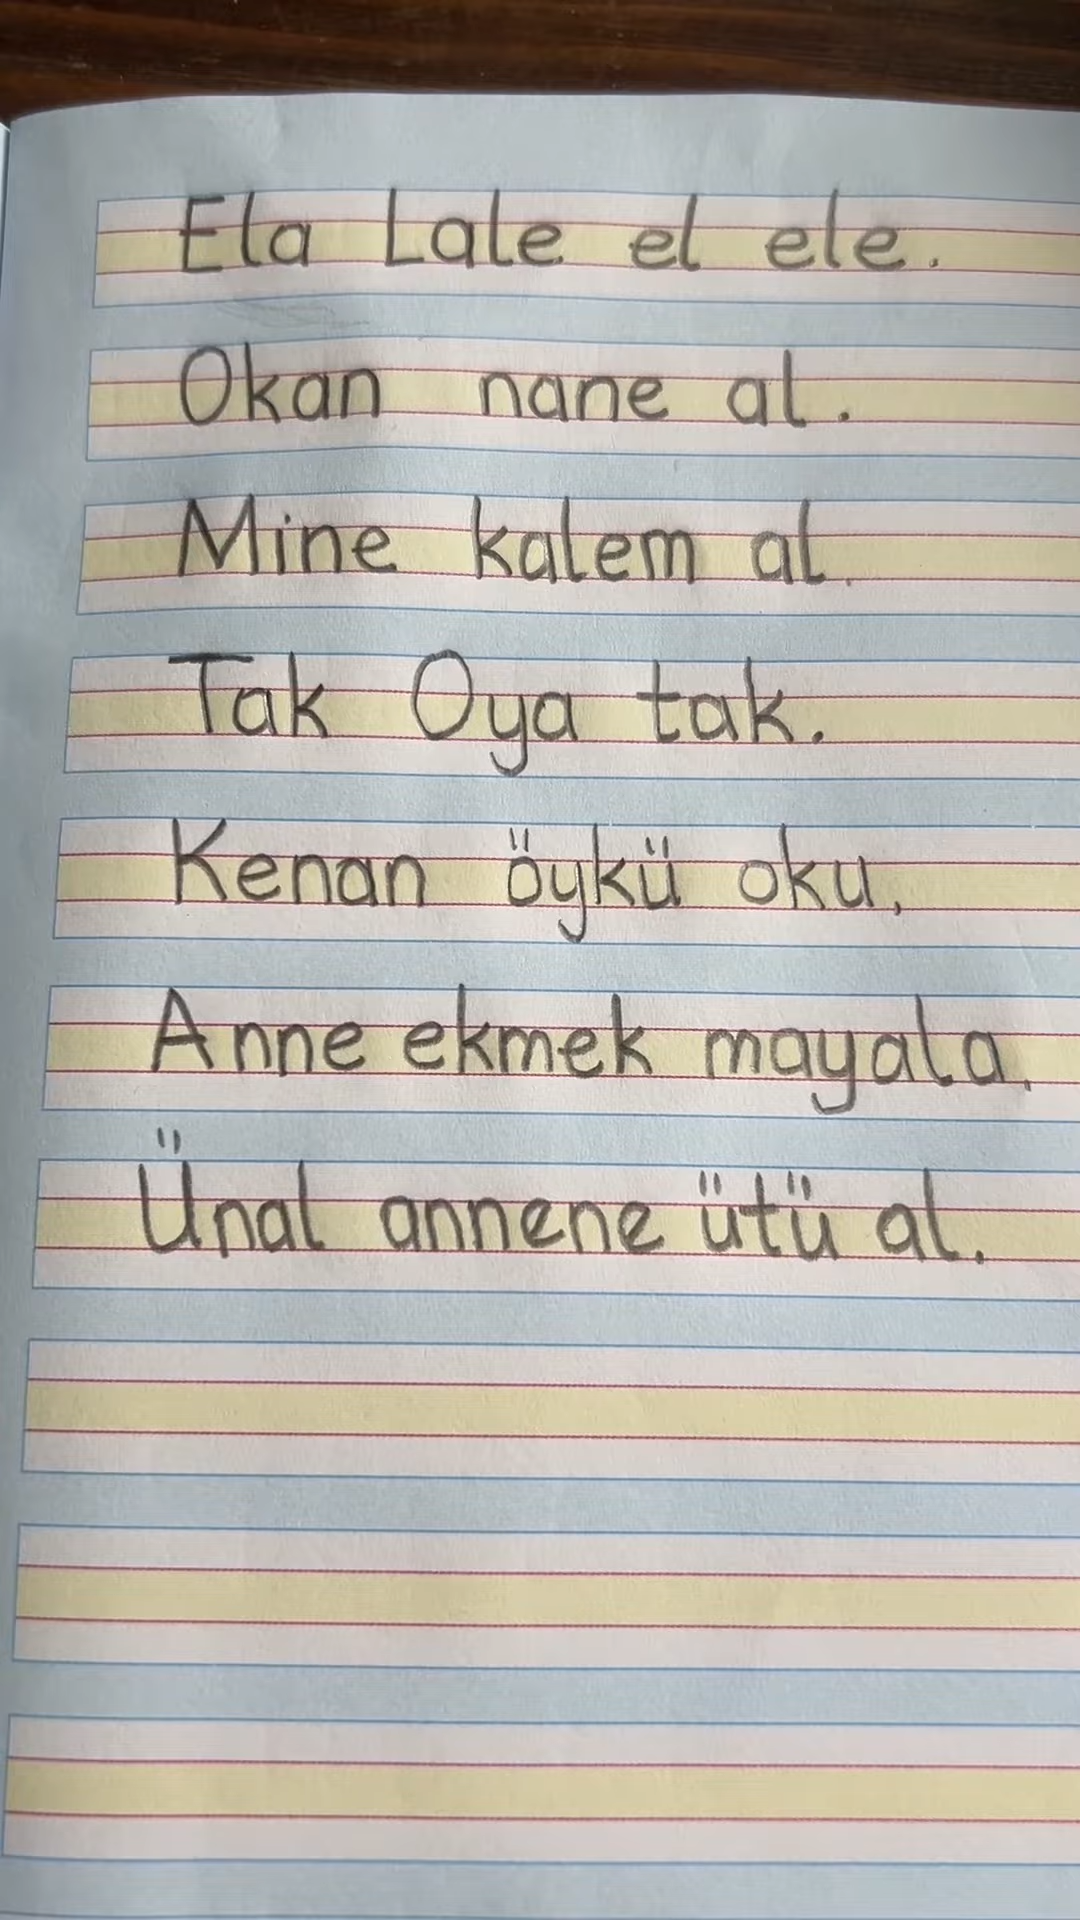 Ela Lale el ele.
Okan nane al.
Mine kalem al.
Tak Oya tak.
Kenan öykü oku.
Anne ekmek mayala.
Ünal annene ütü al.